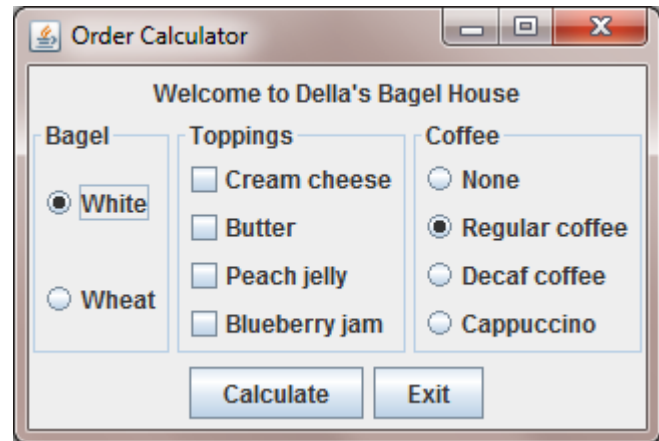 Order Calculator
Welcome to Della's Bagel House
Bagel
White
Wheat
Toppings
Cream cheese
Butter
Peach jelly
Blueberry jam
Coffee
None
Regular coffee
Decaf coffee
Cappuccino
Calculate
Exit